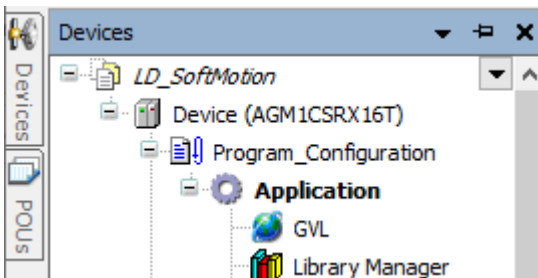 Devices
Devices
LD_SoftMotion
Device (AGM1CSRX16T)
Program_Configuration
Application
GVL
Library Manager
POUs